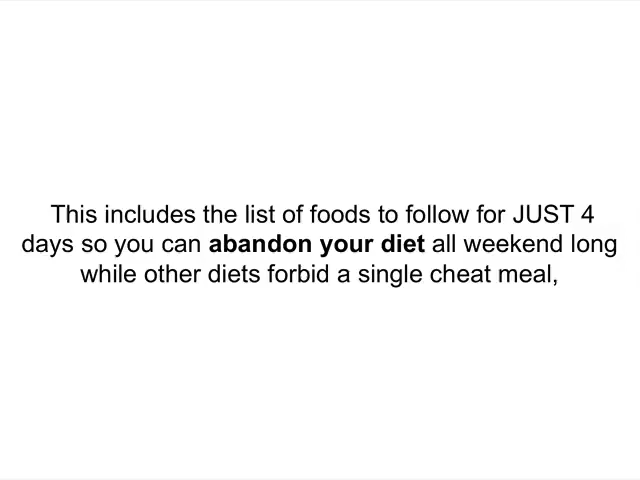 This includes the list of foods to follow for JUST 4
days so you can abandon your diet all weekend long
while other diets forbid a single cheat meal,